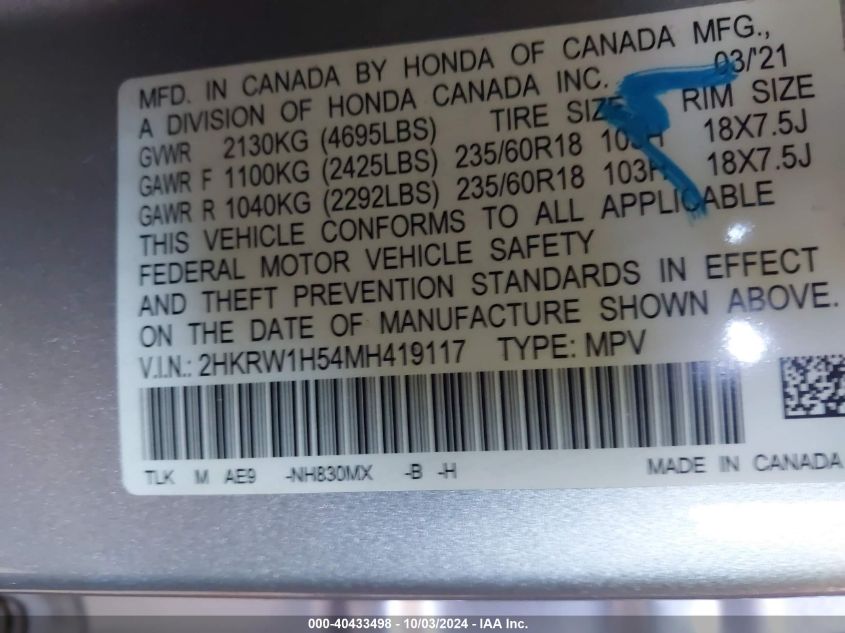 MFD. IN CANADA BY HONDA OF CANADA MFG.,
A DIVISION OF HONDA CANADA INC. 03/'21
GVWR 2130KG (4695LBS) TIRE SIZE RIM SIZE
GAWR F 1100KG (2425LBS) 235/60R18 103H 18X7.5J
GAWR R 1040KG (2292LBS) 235/60R18 103H 18X7.5J
THIS VEHICLE CONFORMS TO ALL APPLICABLE
FEDERAL MOTOR VEHICLE SAFETY
AND THEFT PREVENTION STANDARDS IN EFFECT
ON THE DATE OF MANUFACTURE SHOWN ABOVE.
V.I.N.: 2HKRW1H54MH419117 TYPE: MPV
TLK M AE9 -NH830MX -B -H MADE IN CANADA
000-40433498 - 10/03/2024 - IAA Inc.